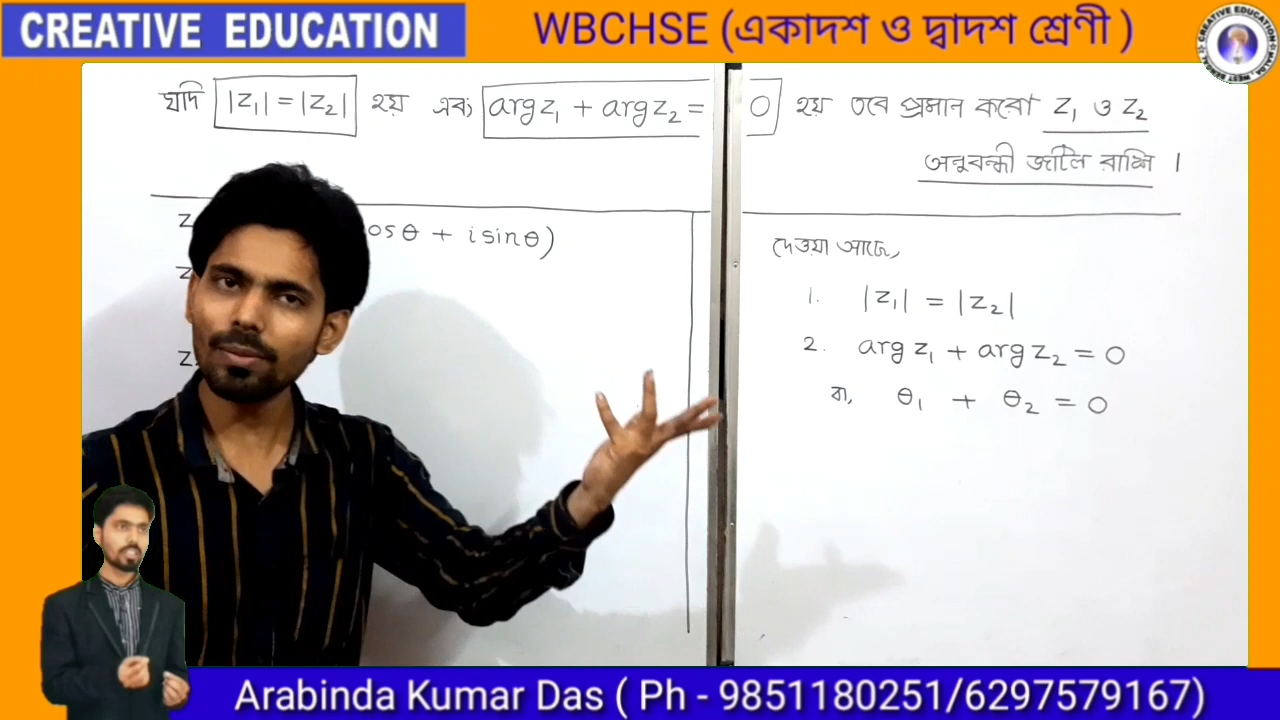 CREATIVE EDUCATION
WBCHSE (একাদশ ও দ্বাদশ শ্রেণী )
যদি |z₁| = |z₂| হয় এবং arg z₁ + arg z₂ = 0 হয় তবে প্রমান করো z₁ ও z₂
অনুবন্ধী জটিল রাশি ।
z
osθ + i sinθ)
z
z
দেওয়া আছে,
1. |z₁| = |z₂|
2. arg z₁ + arg z₂ = 0
বা, θ₁ + θ₂ = 0
Arabinda Kumar Das ( Ph - 9851180251/6297579167)